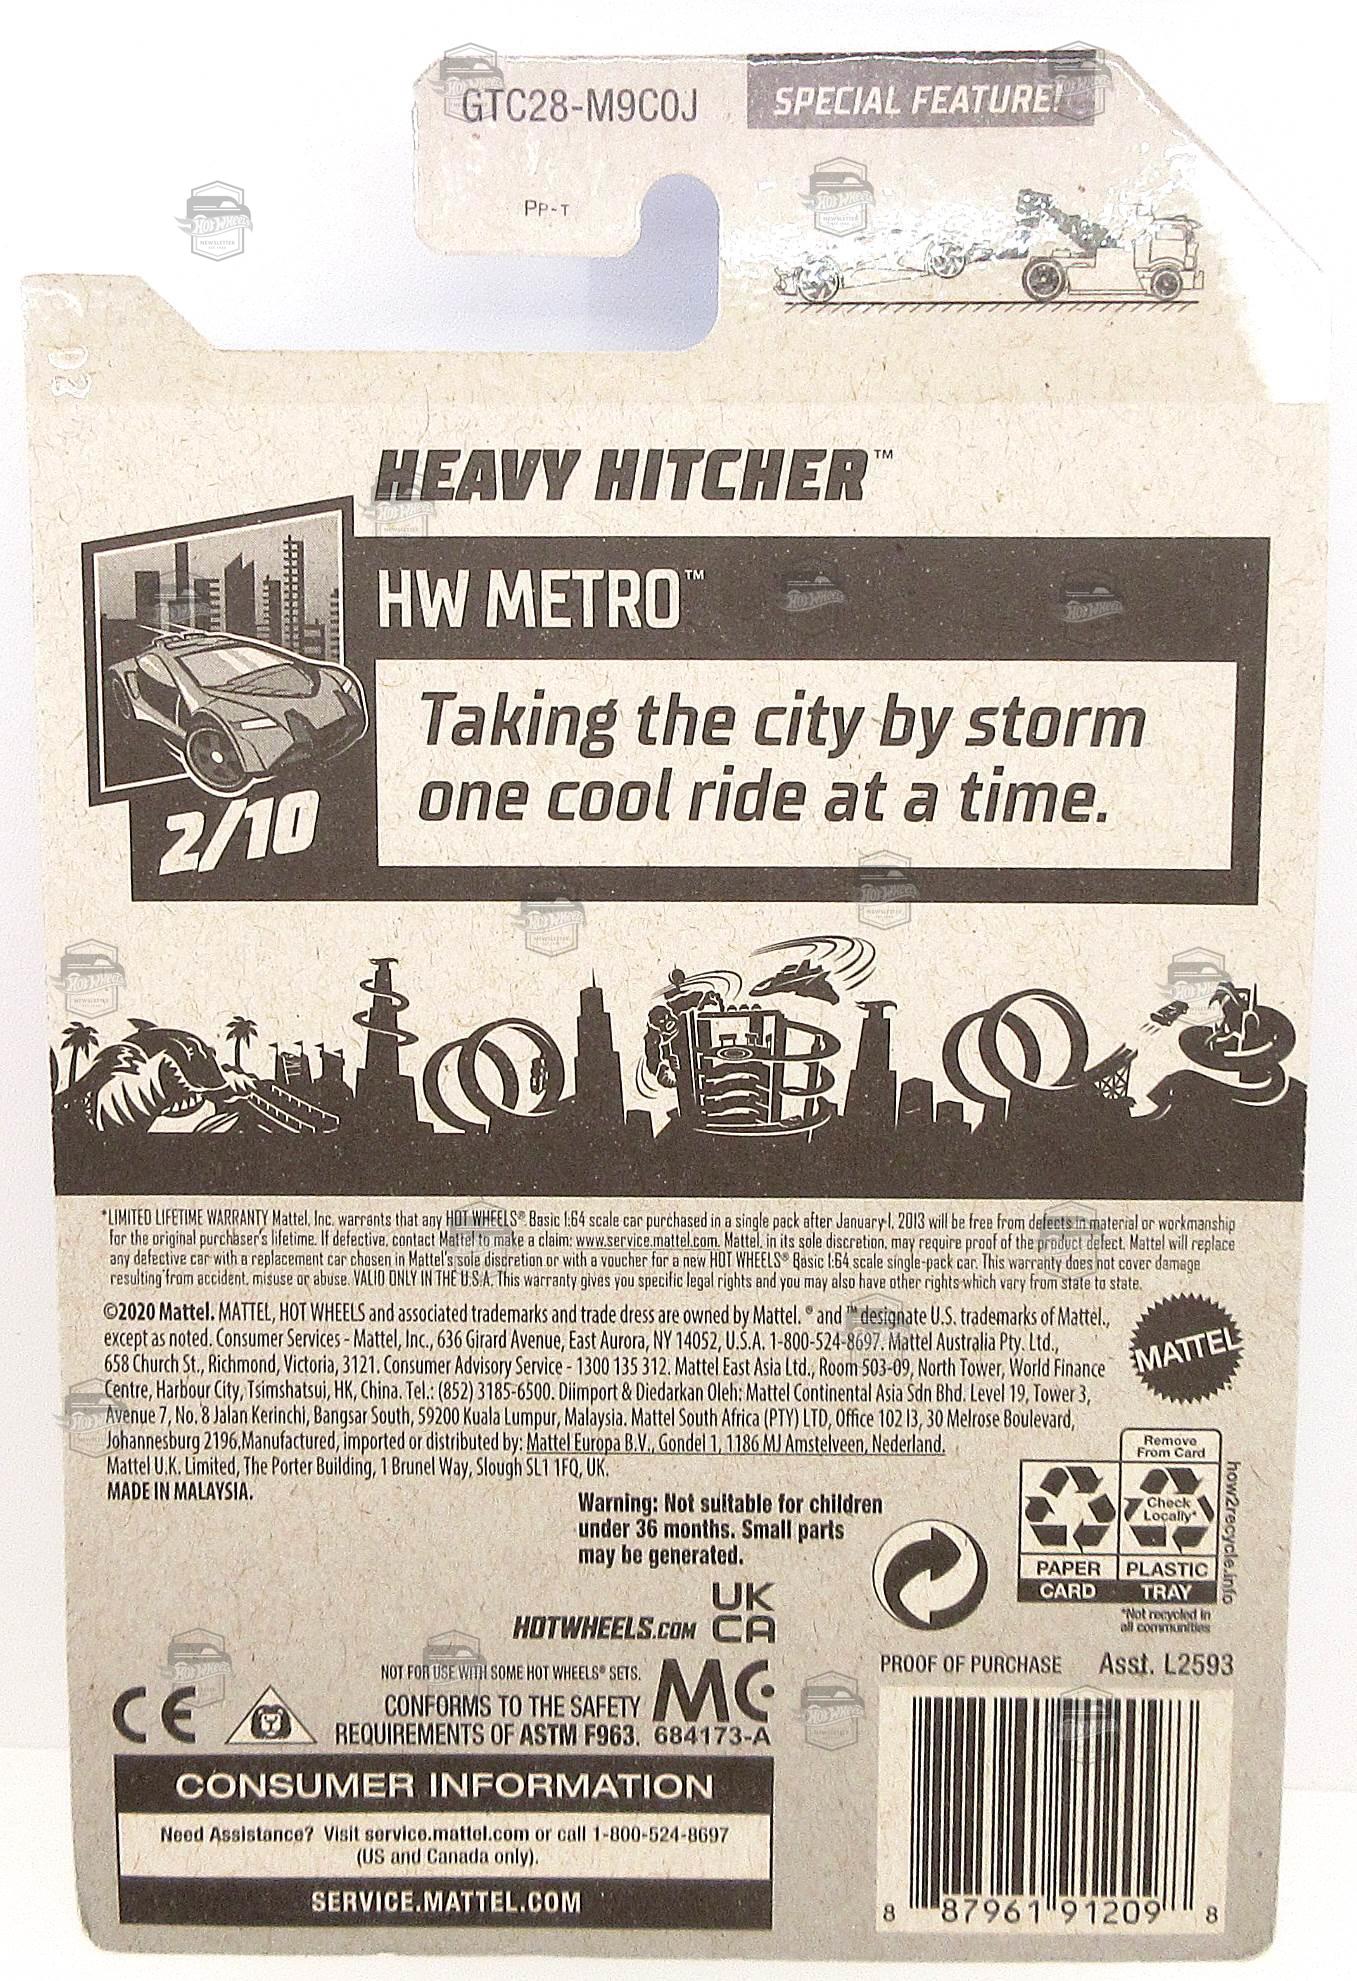 GTC28-M9C0J
SPECIAL FEATURE!
PP-T
03
HEAVY HITCHER™
HW METRO™
Taking the city by storm
one cool ride at a time.
2/10
*LIMITED LIFETIME WARRANTY Mattel, Inc. warrants that any HOT WHEELS® Basic 1:64 scale car purchased in a single pack after January 1, 2013 will be free from defects in material or workmanship
for the original purchaser's lifetime. If defective, contact Mattel to make a claim: www.service.mattel.com. Mattel, in its sole discretion, may require proof of the product defect. Mattel will replace
any defective car with a replacement car chosen in Mattel's sole discretion or with a voucher for a new HOT WHEELS® Basic 1:64 scale single-pack car. This warranty does not cover damage
resulting from accident, misuse or abuse. VALID ONLY IN THE U.S.A. This warranty gives you specific legal rights and you may also have other rights which vary from state to state.
©2020 Mattel. MATTEL, HOT WHEELS and associated trademarks and trade dress are owned by Mattel. ® and ™ designate U.S. trademarks of Mattel.,
except as noted. Consumer Services - Mattel, Inc., 636 Girard Avenue, East Aurora, NY 14052, U.S.A. 1-800-524-8697. Mattel Australia Pty. Ltd.,
658 Church St., Richmond, Victoria, 3121. Consumer Advisory Service - 1300 135 312. Mattel East Asia Ltd., Room 503-09, North Tower, World Finance
Centre, Harbour City, Tsimshatsui, HK, China. Tel.: (852) 3185-6500. Diimport & Diedarkan Oleh: Mattel Continental Asia Sdn Bhd. Level 19, Tower 3,
Avenue 7, No. 8 Jalan Kerinchi, Bangsar South, 59200 Kuala Lumpur, Malaysia. Mattel South Africa (PTY) LTD, Office 102 I3, 30 Melrose Boulevard,
Johannesburg 2196,Manufactured, imported or distributed by: Mattel Europa B.V., Gondel 1, 1186 MJ Amstelveen, Nederland.
Mattel U.K. Limited, The Porter Building, 1 Brunel Way, Slough SL1 1FQ, UK.
MADE IN MALAYSIA.
MATTEL
Warning: Not suitable for children
under 36 months. Small parts
may be generated.
Remove
From Card
Check
Locally*
PAPER
PLASTIC
CARD
TRAY
*Not recycled in
all communities
how2recycle.info
HOTWHEELS.COM
UK
CA
PROOF OF PURCHASE Asst. L2593
NOT FOR USE WITH SOME HOT WHEELS® SETS.
CE
CONFORMS TO THE SAFETY
REQUIREMENTS OF ASTM F963.
MC
684173-A
CONSUMER INFORMATION
Need Assistance? Visit service.mattel.com or call 1-800-524-8697
(US and Canada only).
SERVICE.MATTEL.COM
8 87961 91209 8
HOT WHEELS
NEWSLETTER